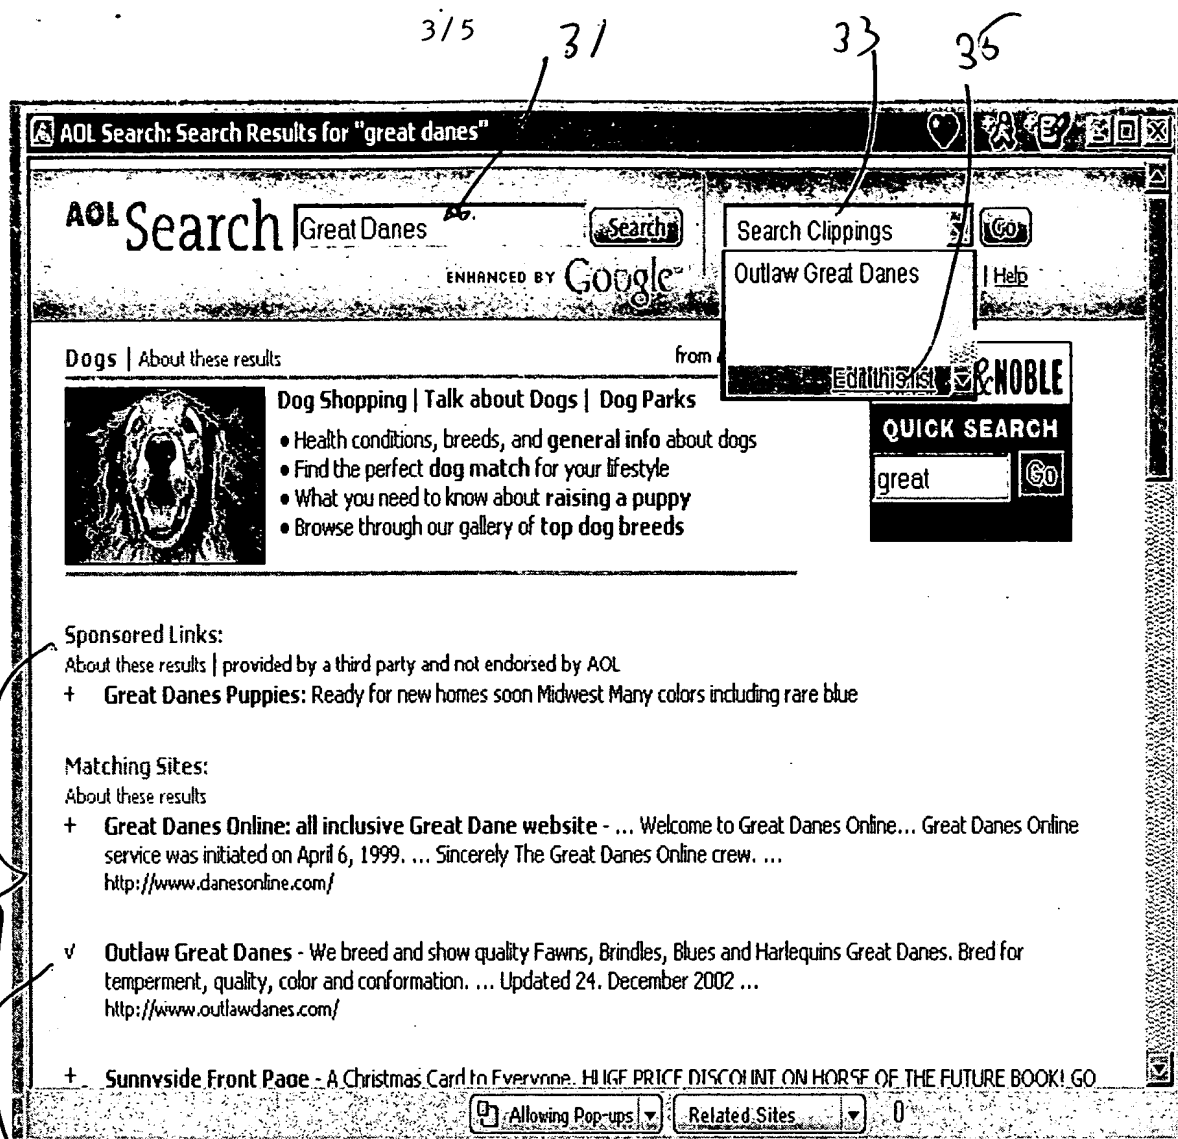 3/5 31 33 35
AOL Search: Search Results for "great danes"
AOL Search Great Danes Search
Search Clippings Go
ENHANCED BY Google
Outlaw Great Danes
| Help
Edit this list
Dogs | About these results from
& NOBLE
Dog Shopping | Talk about Dogs | Dog Parks
• Health conditions, breeds, and general info about dogs
• Find the perfect dog match for your lifestyle
• What you need to know about raising a puppy
• Browse through our gallery of top dog breeds
QUICK SEARCH
great Go
Sponsored Links:
About these results | provided by a third party and not endorsed by AOL
+ Great Danes Puppies: Ready for new homes soon Midwest Many colors including rare blue
Matching Sites:
About these results
+ Great Danes Online: all inclusive Great Dane website - ... Welcome to Great Danes Online... Great Danes Online
service was initiated on April 6, 1999. ... Sincerely The Great Danes Online crew. ...
http://www.danesonline.com/
√ Outlaw Great Danes - We breed and show quality Fawns, Brindles, Blues and Harlequins Great Danes. Bred for
temperment, quality, color and conformation. ... Updated 24. December 2002 ...
http://www.outlawdanes.com/
+ Sunnyside Front Page - A Christmas Card to Everyone. HUGE PRICE DISCOUNT ON HORSE OF THE FUTURE BOOK! GO
Allowing Pop-ups Related Sites 0